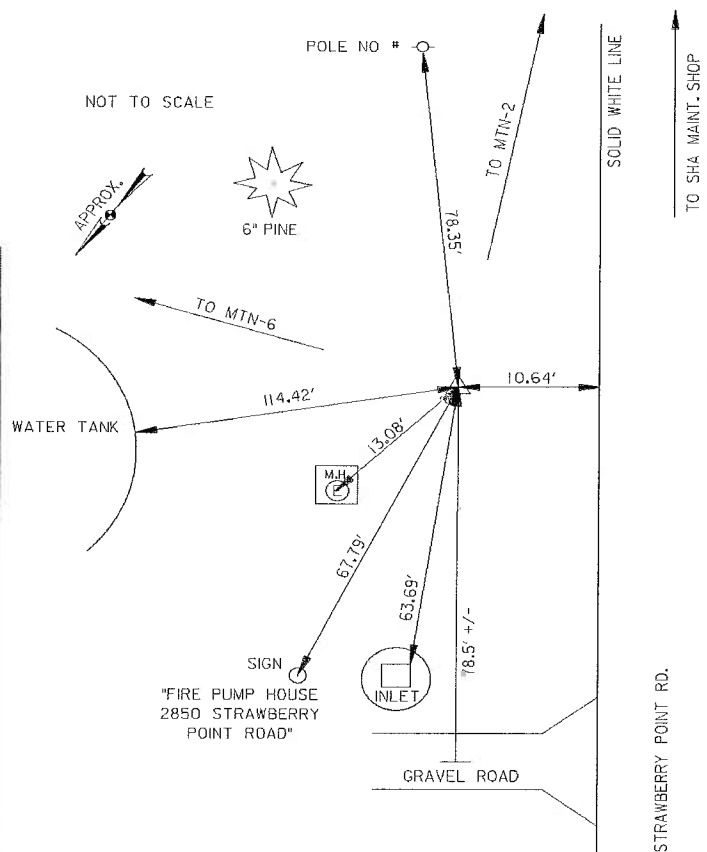 POLE NO #
NOT TO SCALE
SOLID WHITE LINE
TO SHA MAINT. SHOP
TO MTN-2
APPROX.
6" PINE
78.35'
TO MTN-6
10.64'
114.42'
WATER TANK
13.08'
M.H.
E
67.79'
63.69'
78.5' +/-
SIGN
"FIRE PUMP HOUSE
2850 STRAWBERRY
POINT ROAD"
INLET
GRAVEL ROAD
STRAWBERRY POINT RD.